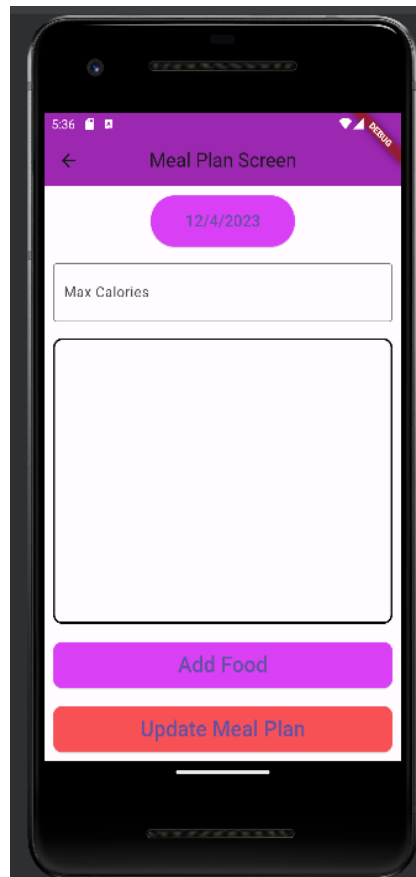 5:36
DEBUG
Meal Plan Screen
12/4/2023
Max Calories
Add Food
Update Meal Plan